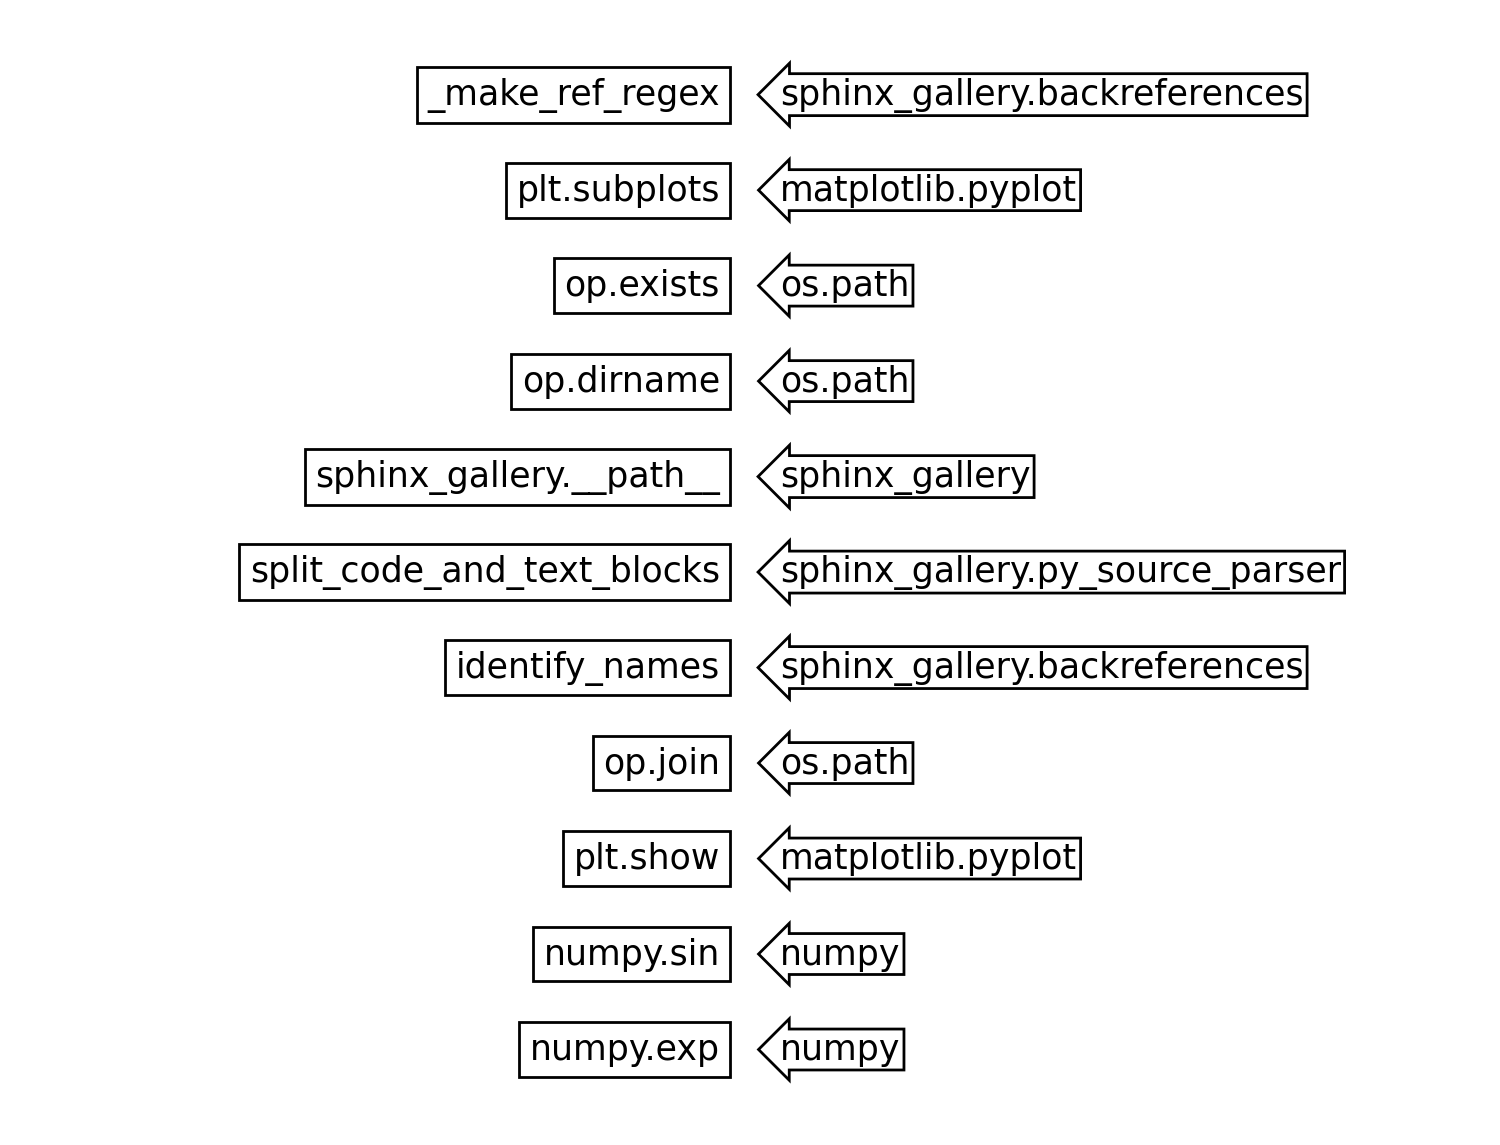 _make_ref_regex sphinx_gallery.backreferences
plt.subplots matplotlib.pyplot
op.exists os.path
op.dirname os.path
sphinx_gallery.__path__ sphinx_gallery
split_code_and_text_blocks sphinx_gallery.py_source_parser
identify_names sphinx_gallery.backreferences
op.join os.path
plt.show matplotlib.pyplot
numpy.sin numpy
numpy.exp numpy